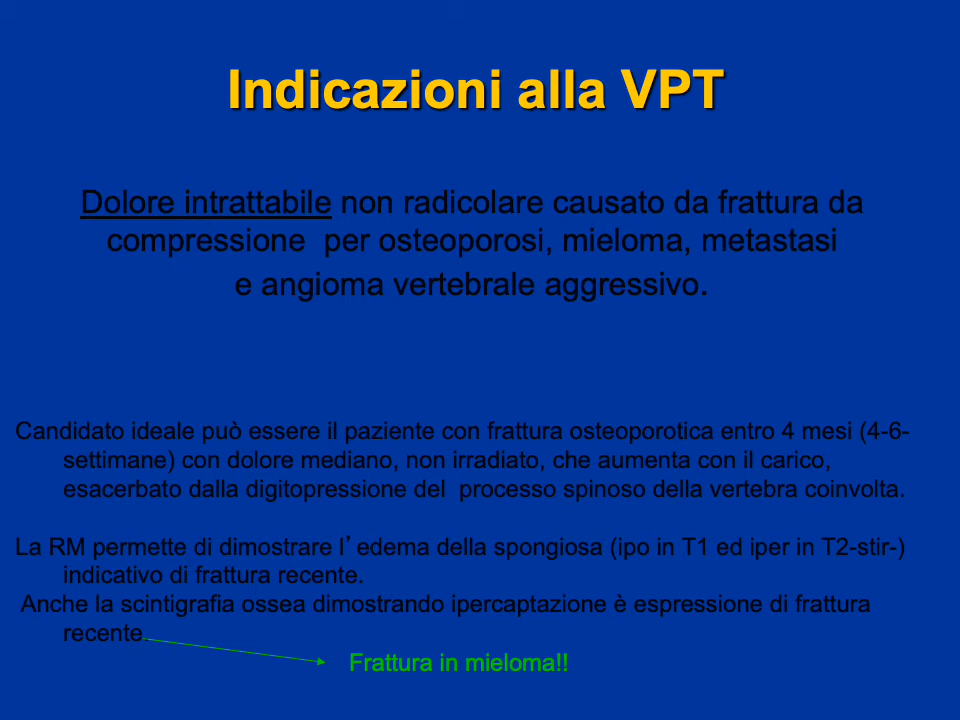 Indicazioni alla VPT
Dolore intrattabile non radicolare causato da frattura da
compressione  per osteoporosi, mieloma, metastasi
e angioma vertebrale aggressivo.
Candidato ideale può essere il paziente con frattura osteoporotica entro 4 mesi (4-6-
settimane) con dolore mediano, non irradiato, che aumenta con il carico,
esacerbato dalla digitopressione del  processo spinoso della vertebra coinvolta.
La RM permette di dimostrare l’ edema della spongiosa (ipo in T1 ed iper in T2-stir-)
indicativo di frattura recente.
Anche la scintigrafia ossea dimostrando ipercaptazione è espressione di frattura
recente.
Frattura in mieloma!!